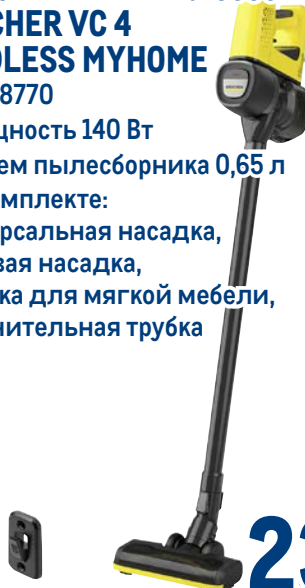 CHER VC 4
DLESS MYHOME
8770
щность 140 Вт
ем пылесборника 0,65 л
мплекте:
рсальная насадка,
вая насадка,
ка для мягкой мебели,
нительная трубка
23